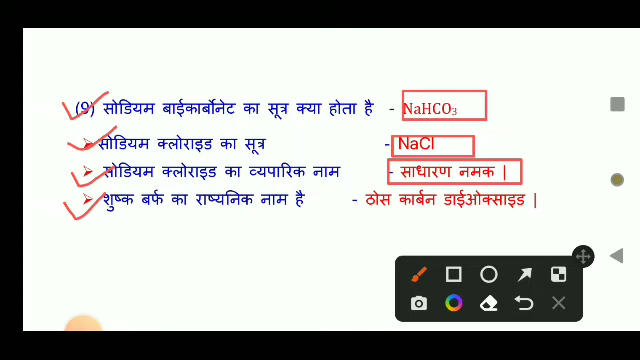 (9) सोडियम बाईकार्बोनेट का सूत्र क्या होता है - NaHCO₃
➢ सोडियम क्लोराइड का सूत्र - NaCl
➢ सोडियम क्लोराइड का व्यपारिक नाम - साधारण नमक |
➢ शुष्क बर्फ का राष्यनिक नाम है - ठोस कार्बन डाईओक्साइड |